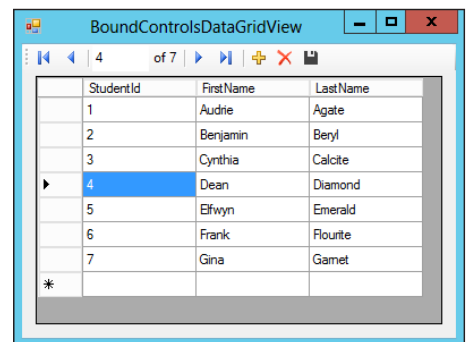 BoundControlsDataGridView
4 of 7
StudentId FirstName LastName
1 Audrie Agate
2 Benjamin Beryl
3 Cynthia Calcite
4 Dean Diamond
5 Elfwyn Emerald
6 Frank Flourite
7 Gina Garnet